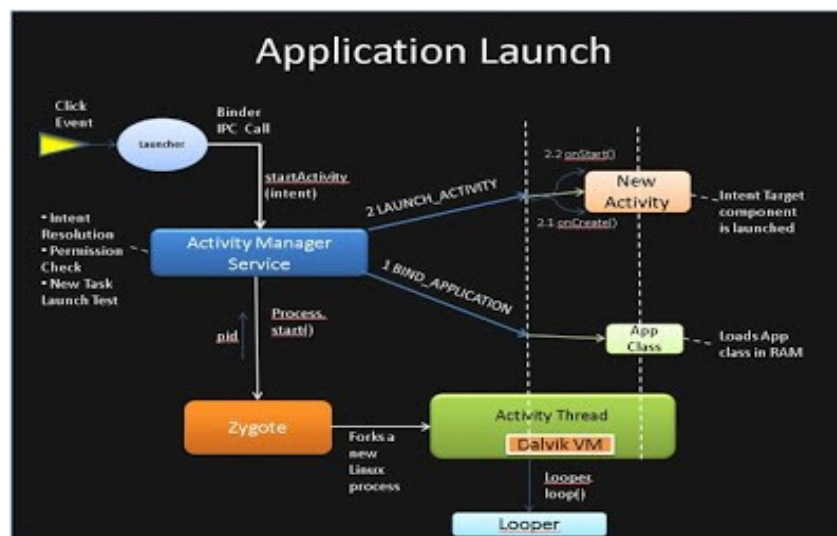 Application Launch
Click
Event
Launcher
Binder
IPC Call
startActivity
(intent)
2 LAUNCH_ACTIVITY
2.2 onStart()
New
Activity
2.1 onCreate()
Intent Target
component
is launched
• Intent
Resolution
• Permission
Check
• New Task
Launch Test
Activity Manager
Service
1 BIND_APPLICATION
pid
Process.
start()
App
Class
Loads App
class in RAM
Zygote
Forks a
new
Linux
process
Activity Thread
Dalvik VM
Looper.
loop()
Looper